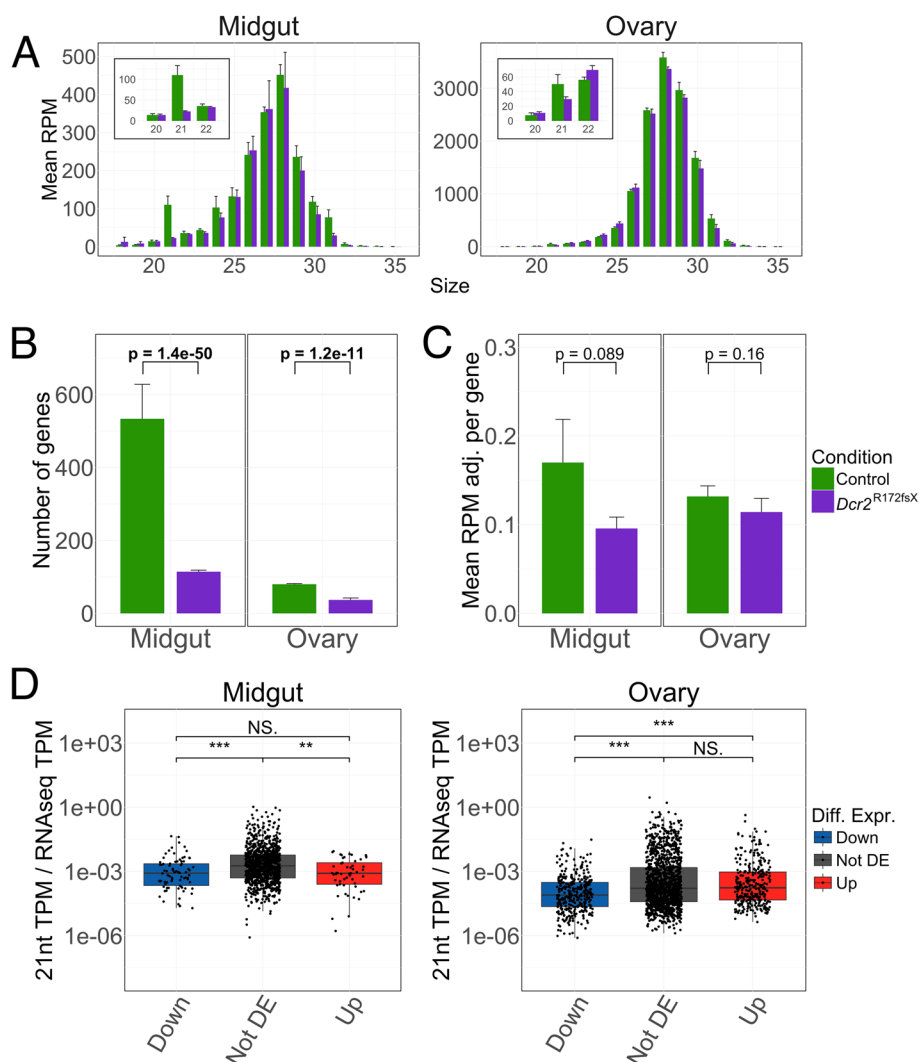 A
Midgut
Ovary
Mean RPM
500
400
300
200
100
0
100
50
0
20 21 22
20 25 30 35
3000
2000
1000
0
60
40
20
0
20 21 22
20 25 30 35
Size
B
Number of genes
600
400
200
0
p = 1.4e-50
p = 1.2e-11
Midgut
Ovary
C
Mean RPM adj. per gene
0.3
0.2
0.1
0.0
p = 0.089
p = 0.16
Midgut
Ovary
Condition
Control
Dcr2R172fsX
D
Midgut
Ovary
21nt TPM / RNAseq TPM
1e+03
1e+00
1e-03
1e-06
NS.
*** **
Down Not DE Up
21nt TPM / RNAseq TPM
1e+03
1e+00
1e-03
1e-06
***
*** NS.
Down Not DE Up
Diff. Expr.
Down
Not DE
Up